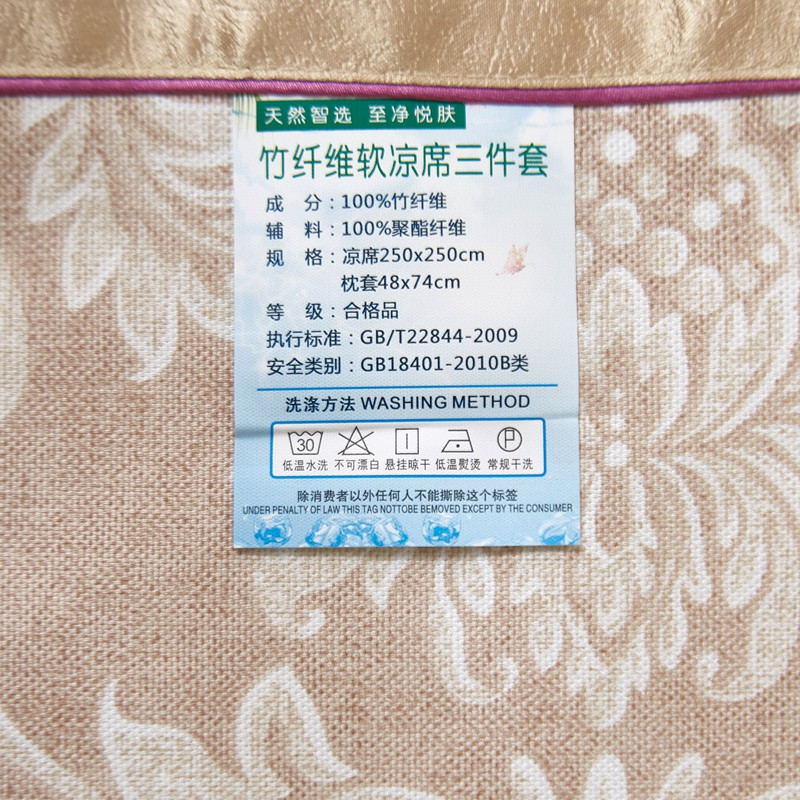 天然智选 至净悦肤
竹纤维软凉席三件套
成 分：100%竹纤维
辅 料：100%聚酯纤维
规 格：凉席250x250cm
枕套48x74cm
等 级：合格品
执行标准：GB/T22844-2009
安全类别：GB18401-2010B类
洗涤方法 WASHING METHOD
30 P
低温水洗 不可漂白 悬挂晾干 低温熨烫 常规干洗
除消费者以外任何人不能撕除这个标签
UNDER PENALTY OF LAW THIS TAG NOTTOBE BEMOVED EXCEPT BY THE CONSUMER